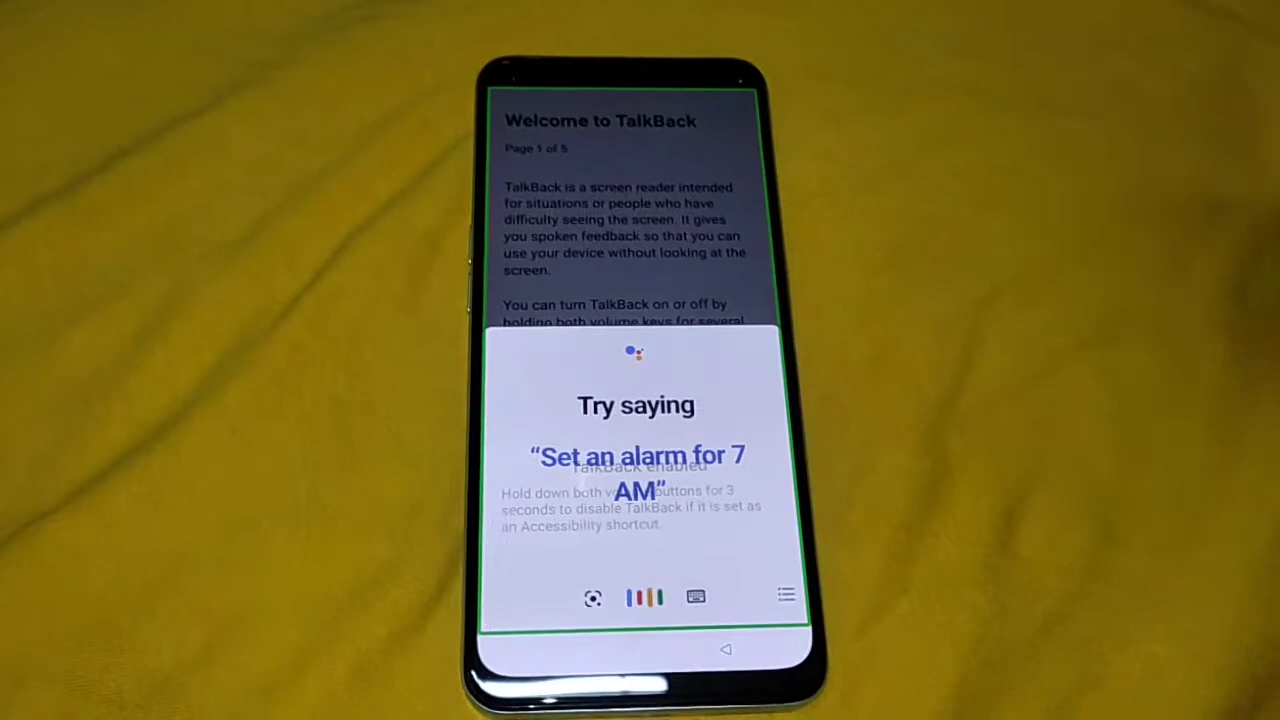 Welcome to TalkBack
Page 1 of 5
TalkBack is a screen reader intended
for situations or people who have
difficulty seeing the screen. It gives
you spoken feedback so that you can
use your device without looking at the
screen.
You can turn TalkBack on or off by
holding both volume keys for several
Try saying
“Set an alarm for 7
AM”
TalkBack enabled
Hold down both buttons for 3
seconds to disable TalkBack if it is set as
an Accessibility shortcut.